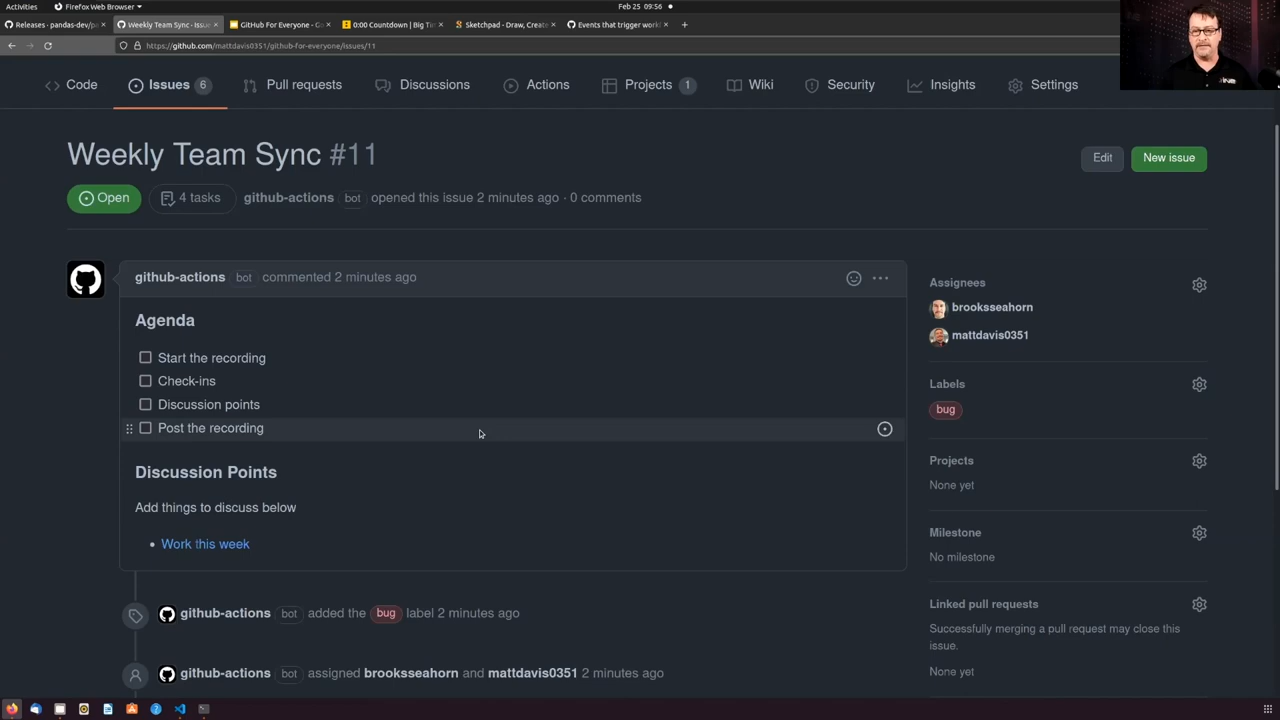 Activities
Firefox Web Browser
Feb 25 09:56
Releases · pandas-dev/pa
Weekly Team Sync · Issu
GitHub For Everyone - Go
0:00 Countdown | Big Tim
Sketchpad - Draw, Create
Events that trigger work
https://github.com/mattdavis0351/github-for-everyone/issues/11
Code
Issues 6
Pull requests
Discussions
Actions
Projects 1
Wiki
Security
Insights
Settings
Weekly Team Sync #11
Edit
New issue
Open
4 tasks
github-actions bot opened this issue 2 minutes ago · 0 comments
github-actions bot commented 2 minutes ago
Agenda
Start the recording
Check-ins
Discussion points
Post the recording
Discussion Points
Add things to discuss below
Work this week
github-actions bot added the bug label 2 minutes ago
github-actions bot assigned brooksseahorn and mattdavis0351 2 minutes ago
Assignees
brooksseahorn
mattdavis0351
Labels
bug
Projects
None yet
Milestone
No milestone
Linked pull requests
Successfully merging a pull request may close this
issue.
None yet